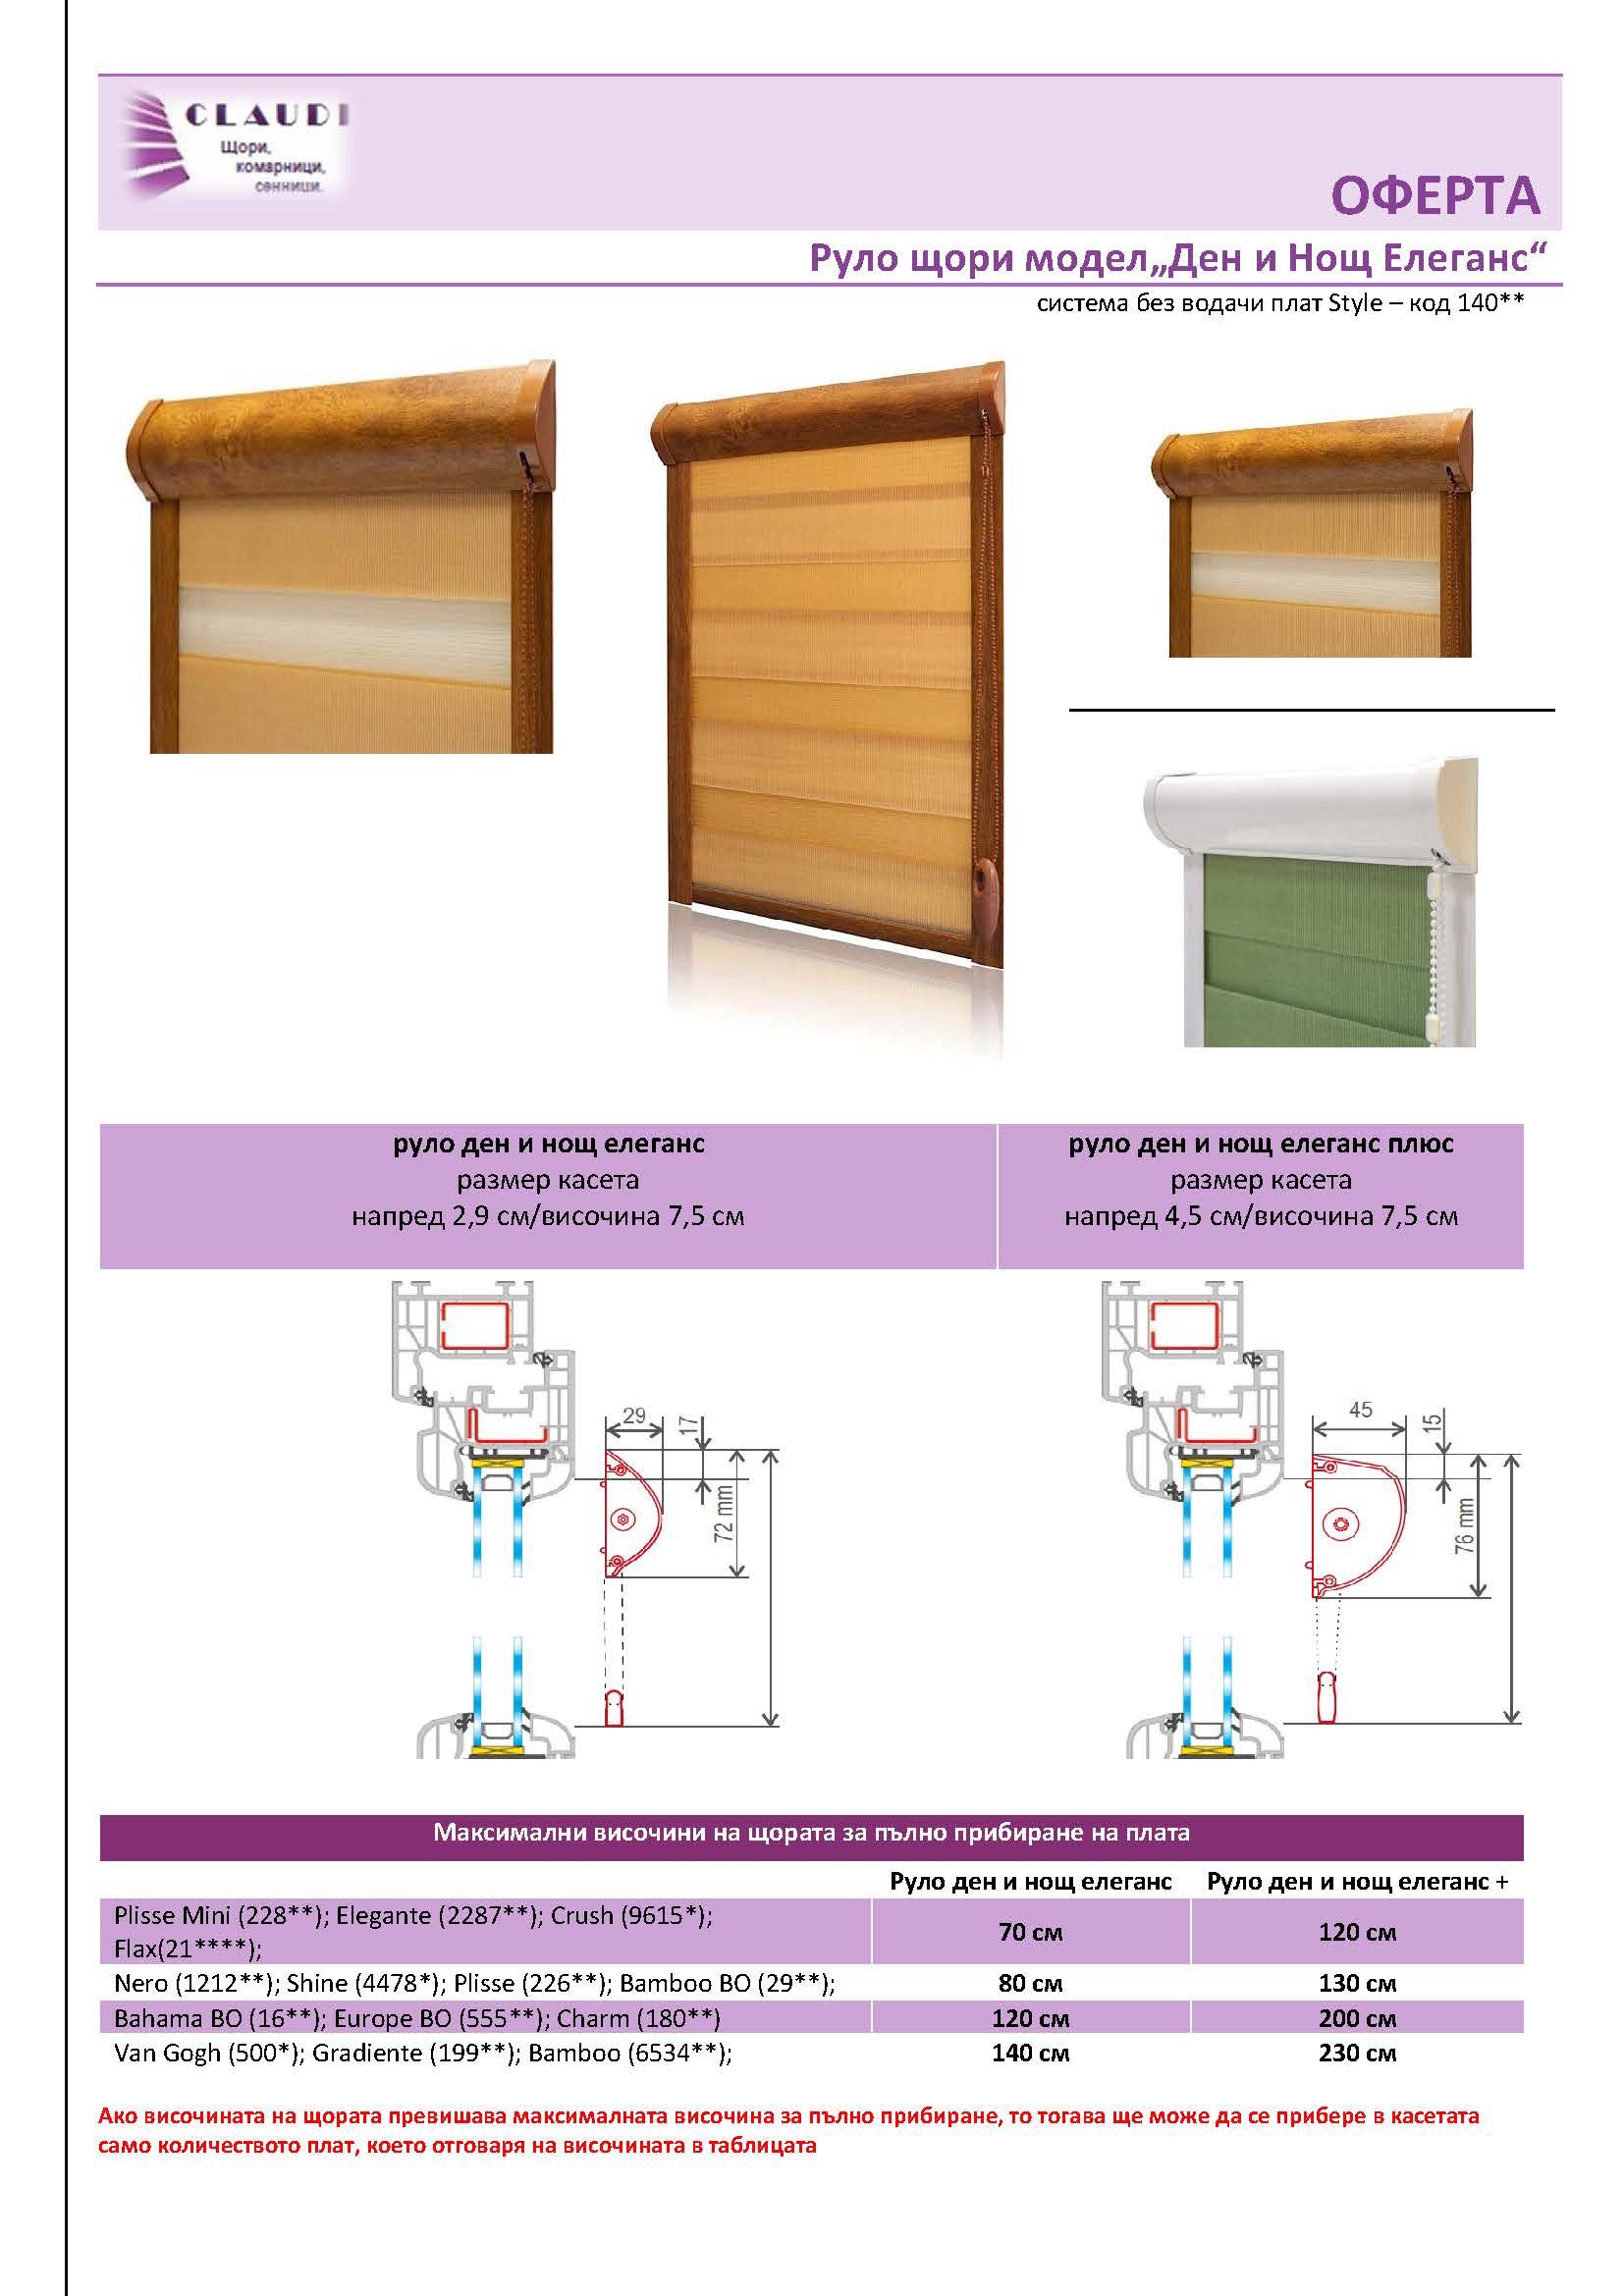 CLAUDI
Щори,
комарници,
сенници.
ОФЕРТА
Руло щори модел„Ден и Нощ Елеганс“
система без водачи плат Style – код 140**
руло ден и нощ елеганс
размер касета
напред 2,9 см/височина 7,5 см
руло ден и нощ елеганс плюс
размер касета
напред 4,5 см/височина 7,5 см
29
17
72 mm
45
15
76 mm
Максимални височини на щората за пълно прибиране на плата
Руло ден и нощ елеганс Руло ден и нощ елеганс +
Plisse Mini (228**); Elegante (2287**); Crush (9615*);
Flax(21****);
70 см 120 см
Nero (1212**); Shine (4478*); Plisse (226**); Bamboo BO (29**); 80 см 130 см
Bahama BO (16**); Europe BO (555**); Charm (180**) 120 см 200 см
Van Gogh (500*); Gradiente (199**); Bamboo (6534**); 140 см 230 см
Ако височината на щората превишава максималната височина за пълно прибиране, то тогава ще може да се прибере в касетата
само количеството плат, което отговаря на височината в таблицата